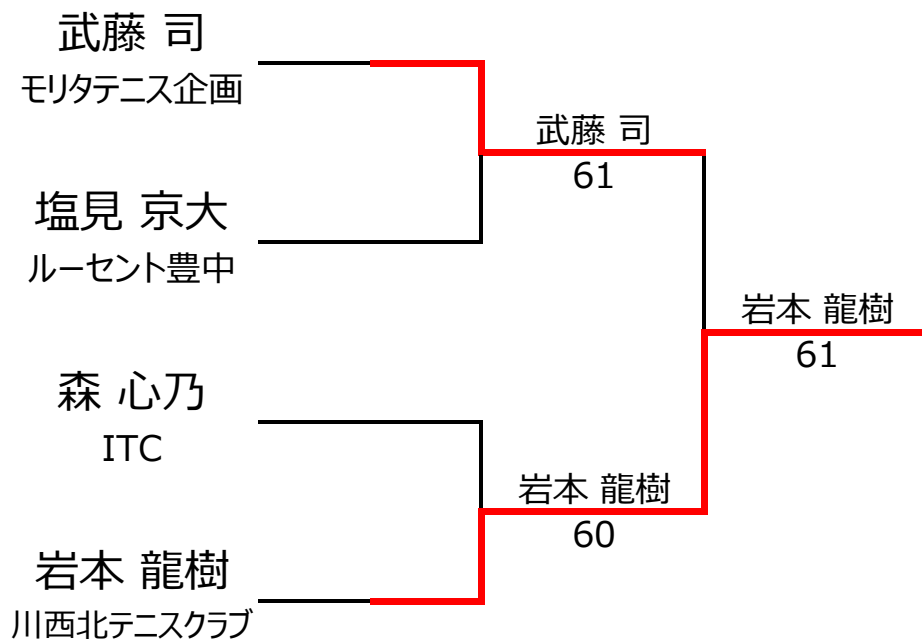 武藤 司
モリタテニス企画
塩見 京大
ルーセント豊中
森 心乃
ITC
岩本 龍樹
川西北テニスクラブ
武藤 司
61
岩本 龍樹
60
岩本 龍樹
61